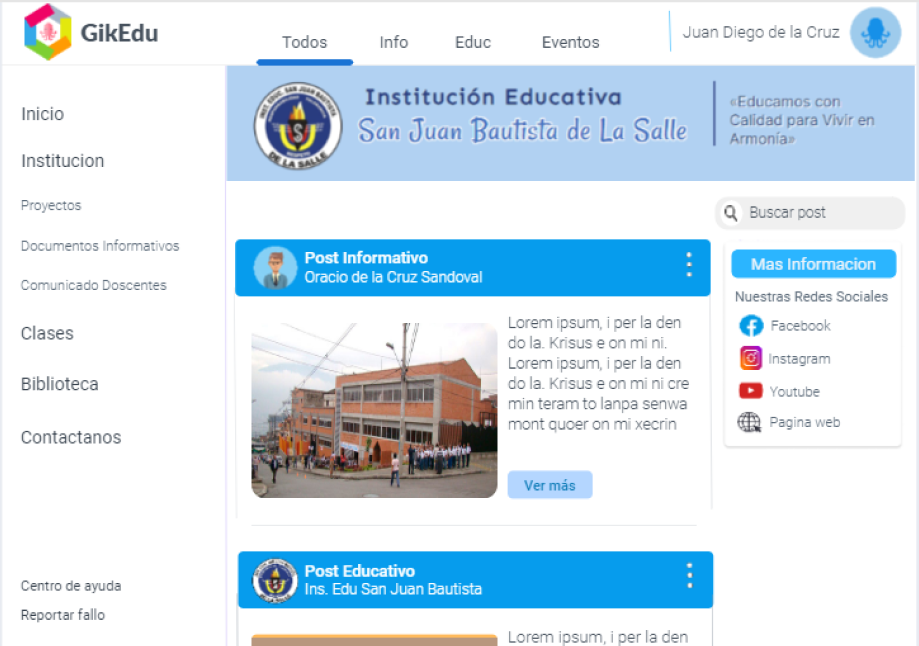 GikEdu
Todos
Info
Educ
Eventos
Juan Diego de la Cruz
Inicio
Institucion
Proyectos
Documentos Informativos
Comunicado Doscentes
Clases
Biblioteca
Contactanos
Centro de ayuda
Reportar fallo
INS. EDUC. SAN JUAN BAUTISTA
DE LA SALLE
Institución Educativa
San Juan Bautista de La Salle
«Educamos con
Calidad para Vivir en
Armonía»
Buscar post
Post Informativo
Oracio de la Cruz Sandoval
Lorem ipsum, i per la den
do la. Krisus e on mi ni.
Lorem ipsum, i per la den
do la. Krisus e on mi ni cre
min teram to lanpa senwa
mont quoer on mi xecrin
Ver más
Mas Informacion
Nuestras Redes Sociales
Facebook
Instagram
Youtube
Pagina web
Post Educativo
Ins. Edu San Juan Bautista
Lorem ipsum, i per la den